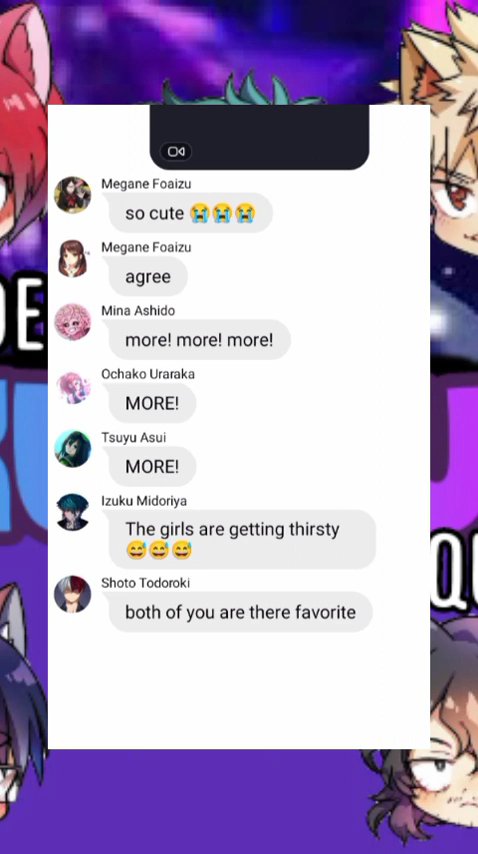 Megane Foaizu
so cute 😭😭😭
Megane Foaizu
agree
Mina Ashido
more! more! more!
Ochako Uraraka
MORE!
Tsuyu Asui
MORE!
Izuku Midoriya
The girls are getting thirsty
😅😅😅
Shoto Todoroki
both of you are there favorite